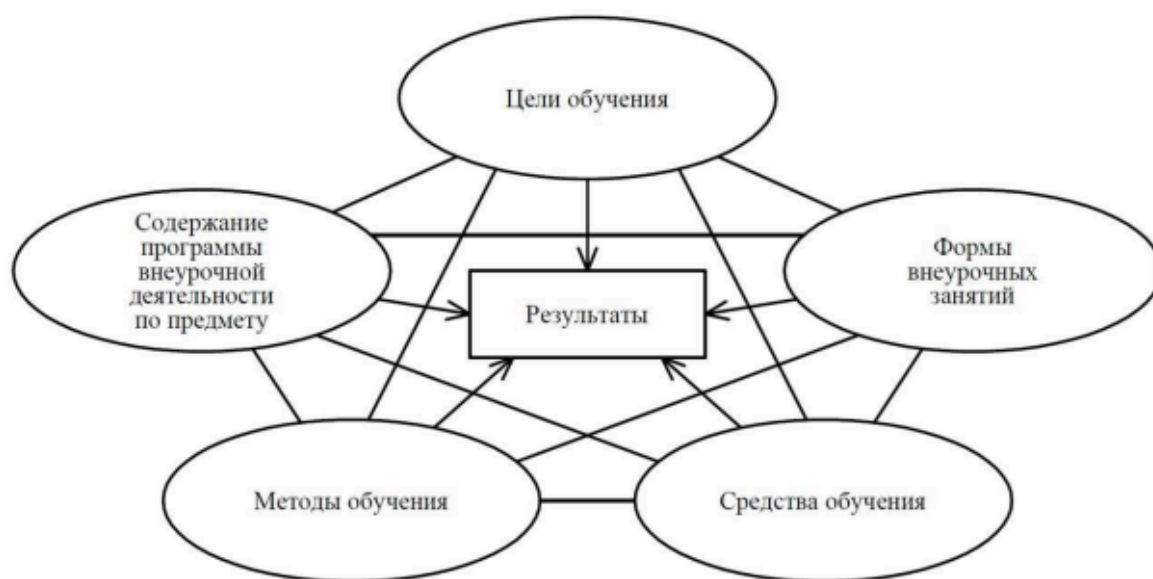 Цели обучения
Содержание
программы
внеурочной
деятельности
по предмету
Формы
внеурочных
занятий
Результаты
Методы обучения
Средства обучения